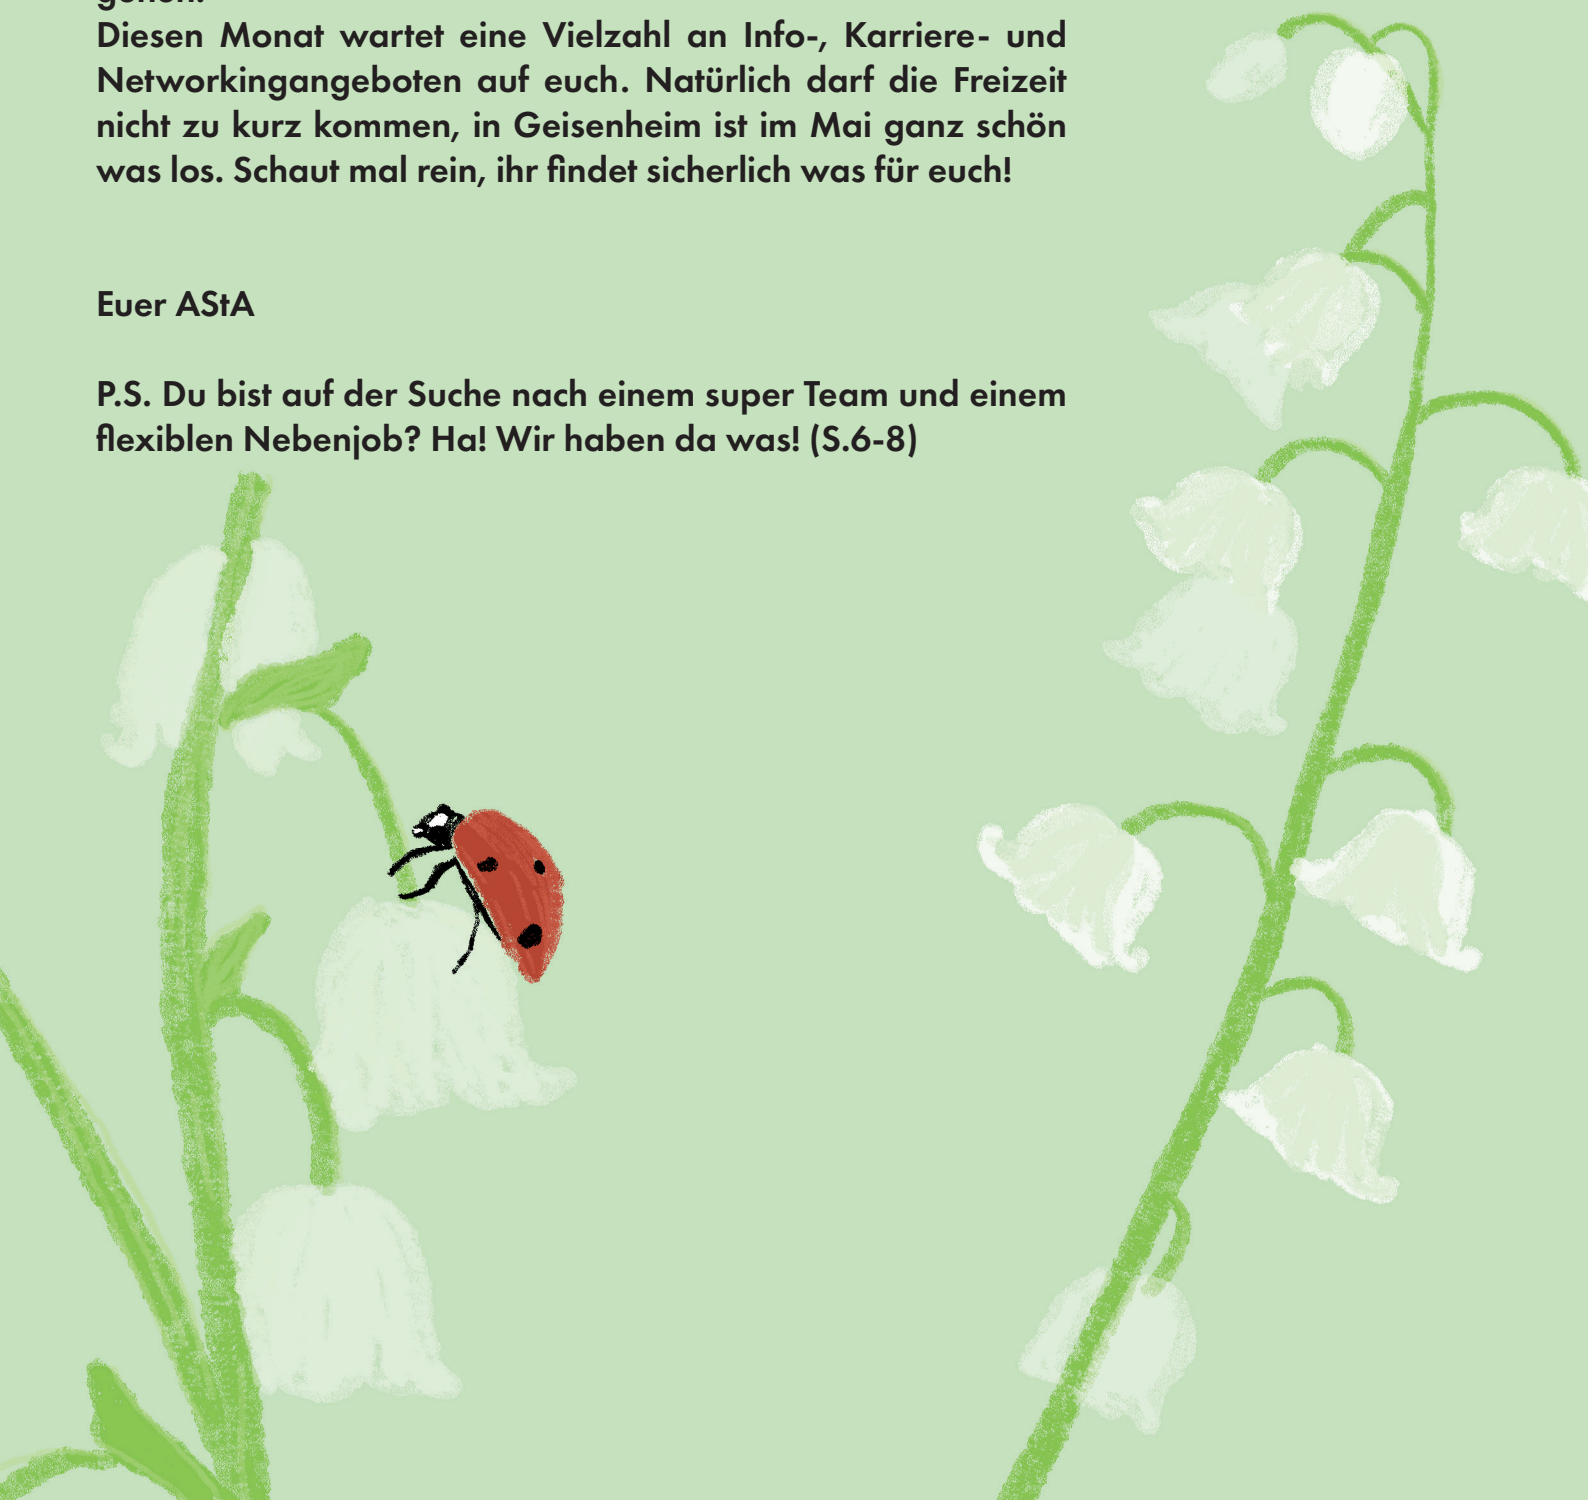 Diesen Monat wartet eine Vielzahl an Info-, Karriere- und
Networkingangeboten auf euch. Natürlich darf die Freizeit
nicht zu kurz kommen, in Geisenheim ist im Mai ganz schön
was los. Schaut mal rein, ihr findet sicherlich was für euch!
Euer AStA
P.S. Du bist auf der Suche nach einem super Team und einem
flexiblen Nebenjob? Ha! Wir haben da was! (S.6-8)